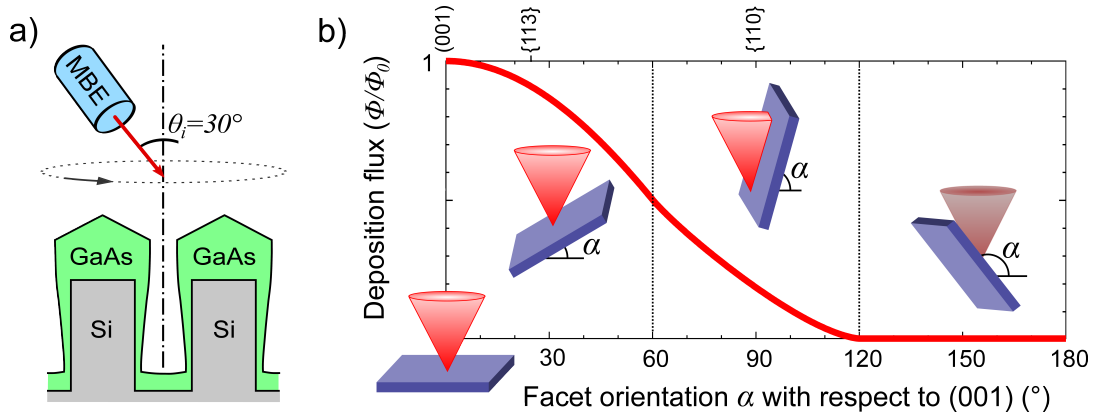 a)
MBE
θi=30°
GaAs
GaAs
Si
Si
b)
(001)
{113}
{110}
1
Deposition flux (Φ/Φ0)
α
α
α
30
60
90
120
150
180
Facet orientation α with respect to (001) (°)